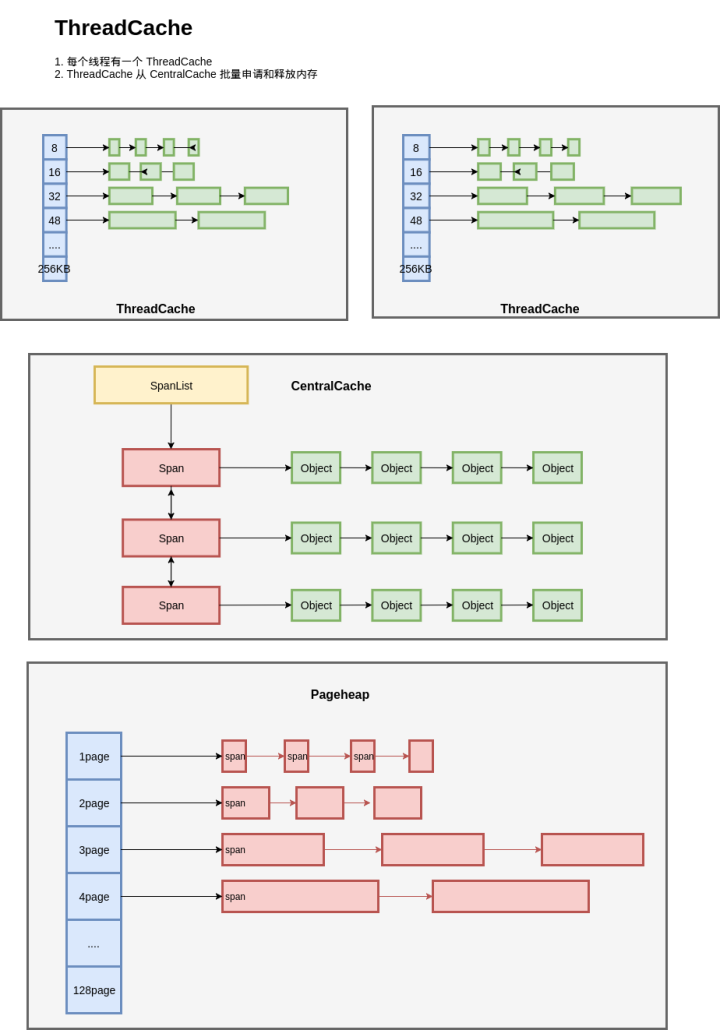 ThreadCache
1. 每个线程有一个 ThreadCache
2. ThreadCache 从 CentralCache 批量申请和释放内存
8
16
32
48
....
256KB
ThreadCache
8
16
32
48
....
256KB
ThreadCache
SpanList
CentralCache
Span
Object
Object
Object
Object
Span
Object
Object
Object
Object
Span
Object
Object
Object
Object
Pageheap
1page
span
span
span
2page
span
3page
span
4page
span
....
128page